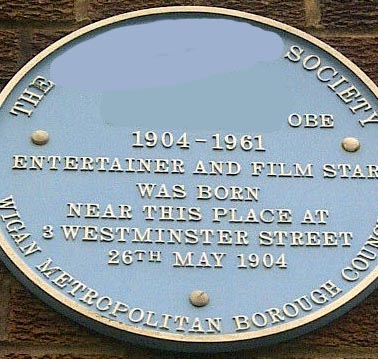 THE SOCIETY
OBE
1904-1961
ENTERTAINER AND FILM STAR
WAS BORN
NEAR THIS PLACE AT
3 WESTMINSTER STREET
26TH MAY 1904
WIGAN METROPOLITAN BOROUGH